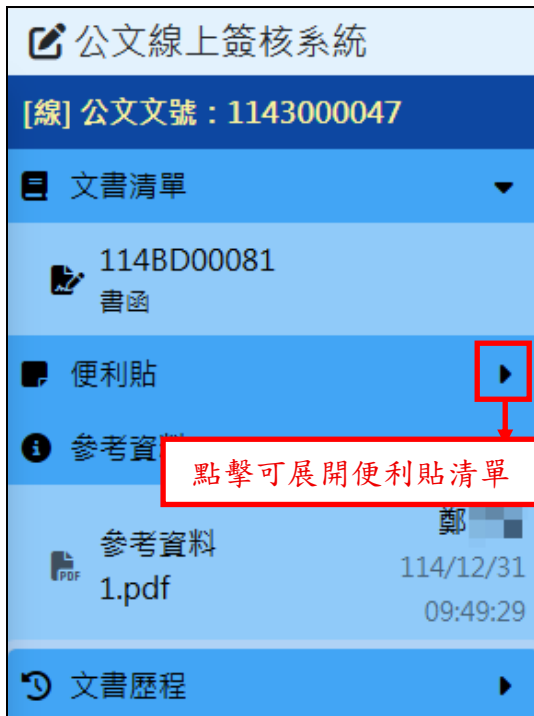 公文線上簽核系統
[線] 公文文號：1143000047
文書清單
114BD00081
書函
便利貼
參考資
點擊可展開便利貼清單
參考資料
1.pdf
鄭
114/12/31
09:49:29
PDF
文書歷程